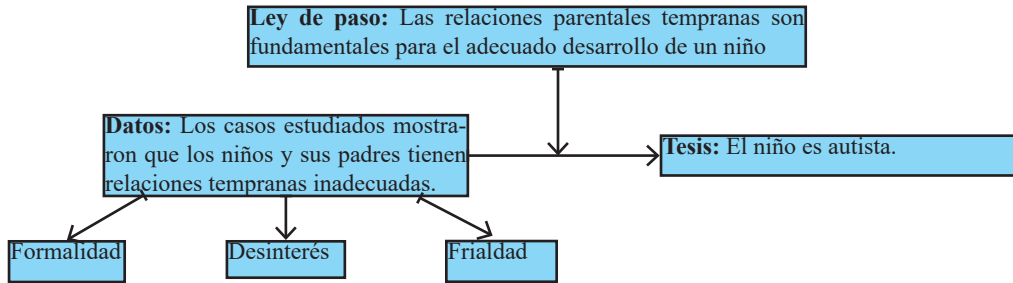 Ley de paso: Las relaciones parentales tempranas son
fundamentales para el adecuado desarrollo de un niño
Datos: Los casos estudiados mostra-
ron que los niños y sus padres tienen
relaciones tempranas inadecuadas.
Tesis: El niño es autista.
Formalidad
Desinterés
Frialdad